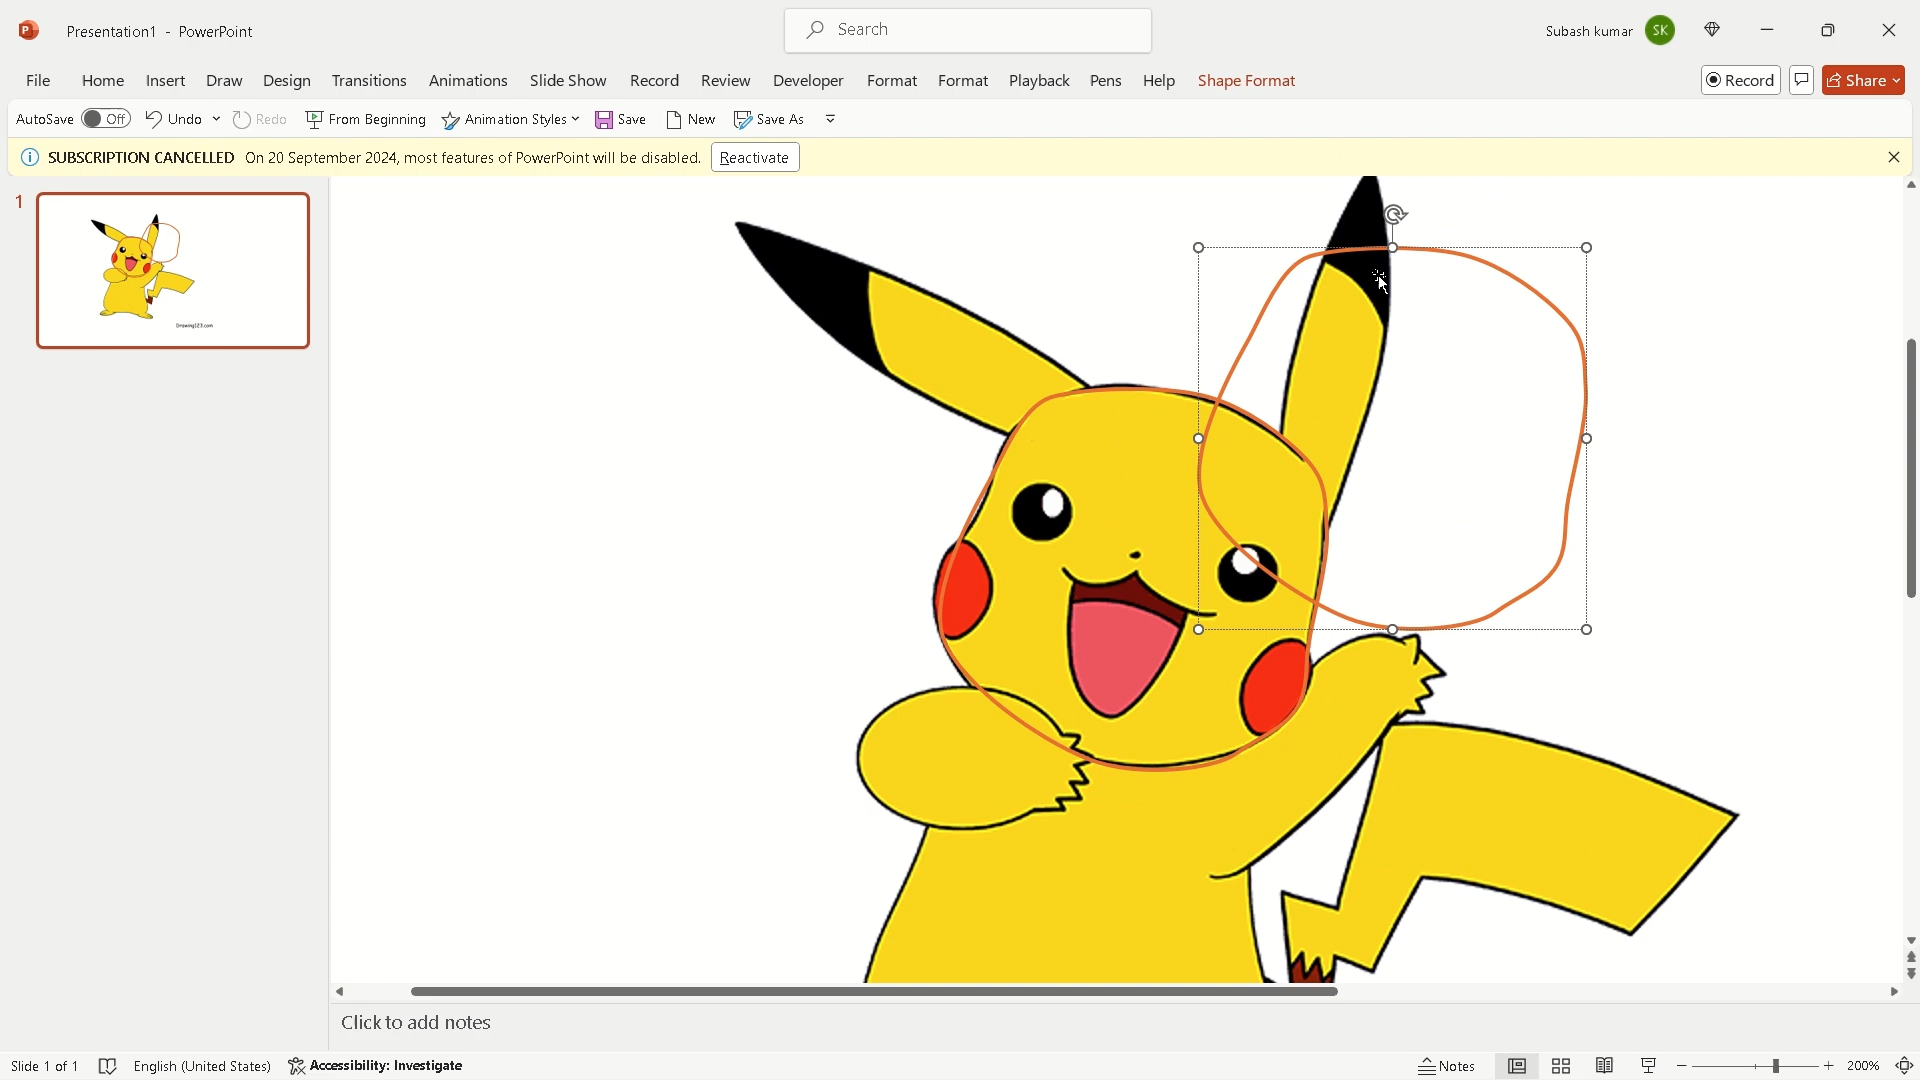 Presentation1 - PowerPoint
Search
Subash kumar SK
File Home Insert Draw Design Transitions Animations Slide Show Record Review Developer Format Format Playback Pens Help Shape Format
Record Share
AutoSave Off Undo Redo From Beginning Animation Styles Save New Save As
SUBSCRIPTION CANCELLED On 20 September 2024, most features of PowerPoint will be disabled. Reactivate
1
Drawing123.com
Click to add notes
Slide 1 of 1 English (United States) Accessibility: Investigate Notes 200%